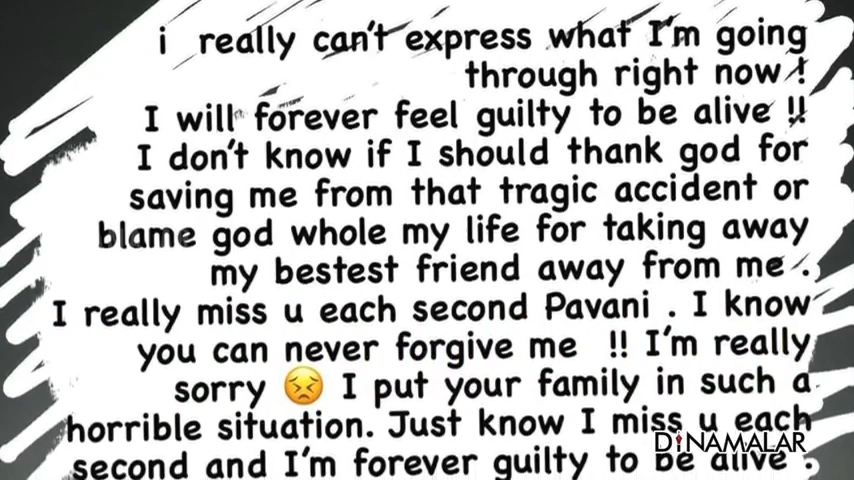 i really can't express what I'm going
through right now !
I will forever feel guilty to be alive !!
I don't know if I should thank god for
saving me from that tragic accident or
blame god whole my life for taking away
my bestest friend away from me .
I really miss u each second Pavani . I know
you can never forgive me !! I'm really
sorry 😣 I put your family in such a
horrible situation. Just know I miss u each
second and I'm forever guilty to be alive .
DINAMALAR